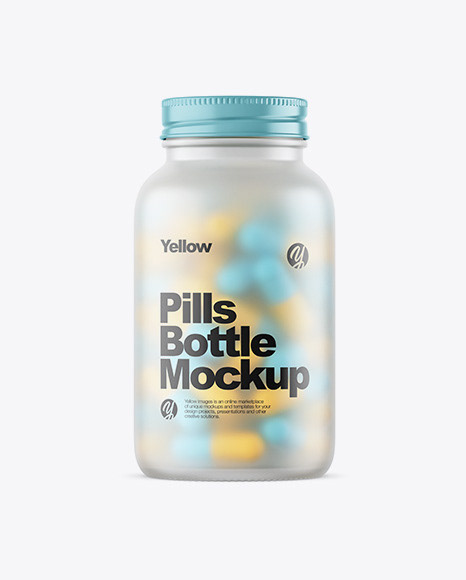 Yellow
Pills
Bottle
Mockup
Yellow Images is an online marketplace
of unique mockups and templates for your
design projects, presentations and other
creative solutions.